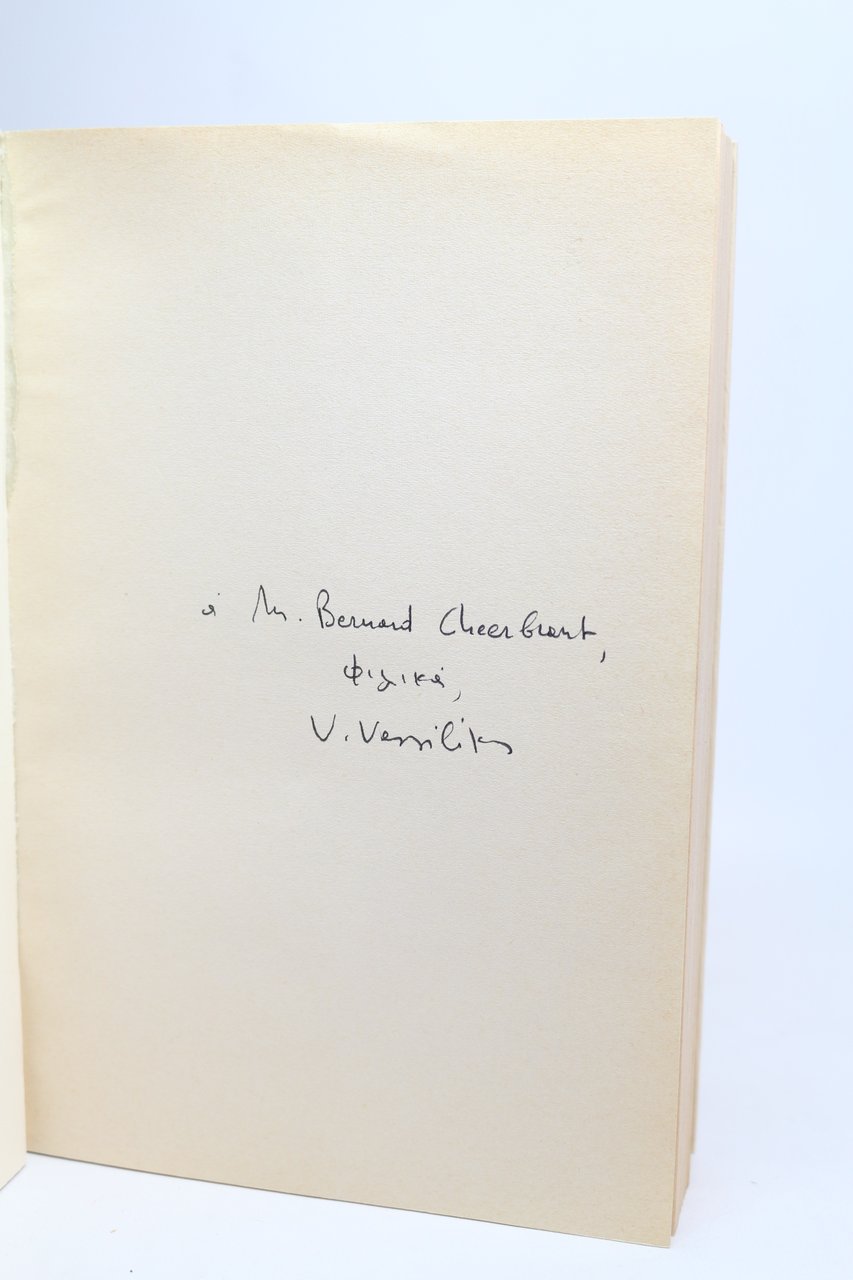 à M. Bernard Cheerbrant,
Φιλικά,
V. Vassilikos